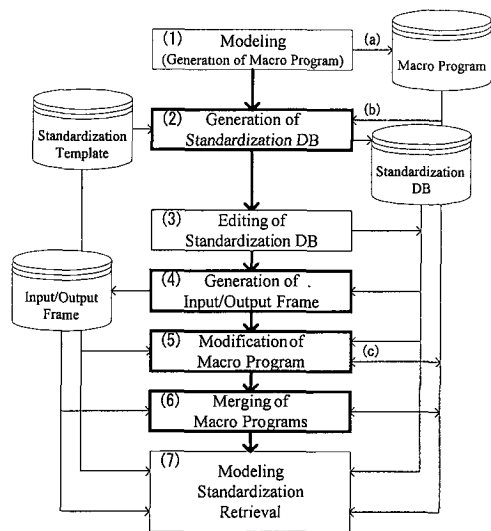 (1) Modeling
(Generation of Macro Program)
(a)
Macro Program
(b)
(2) Generation of
Standardization DB
Standardization
Template
Standardization
DB
(3) Editing of
Standardization DB
(4) Generation of
Input/Output Frame
Input/Output
Frame
(5) Modification of
Macro Program
(c)
(6) Merging of
Macro Programs
(7)
Modeling
Standardization
Retrieval